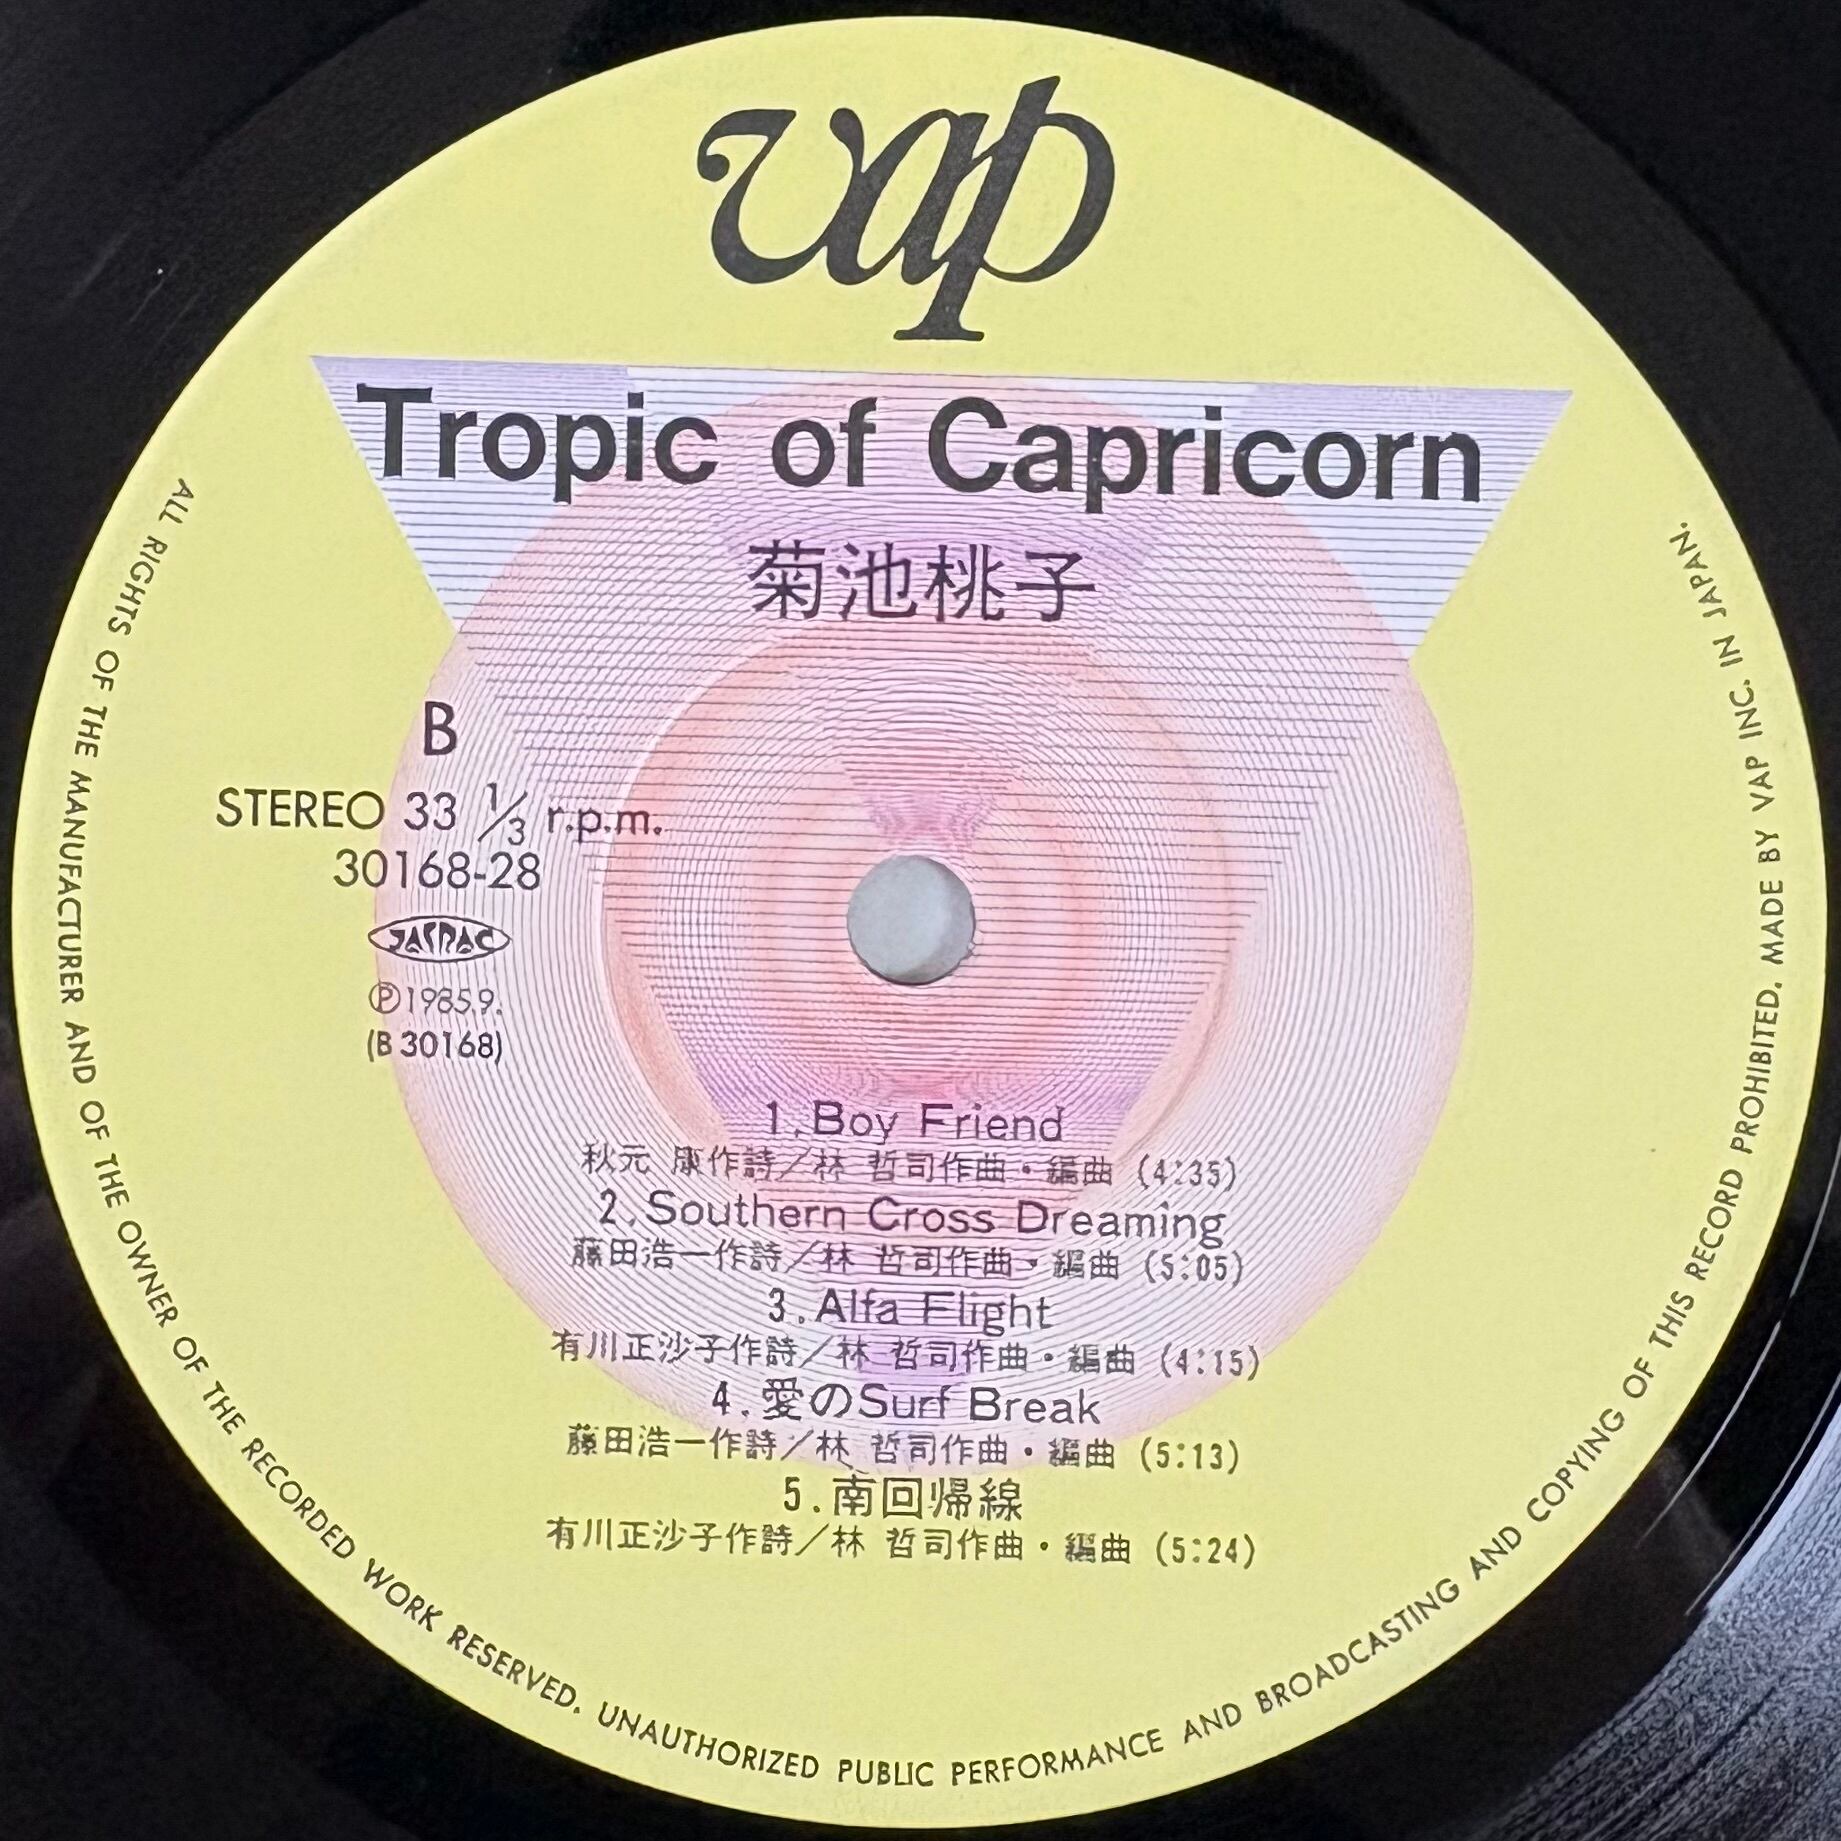 vap
Tropic of Capricorn
菊池桃子
B
STEREO 33 1/3 r.p.m.
30168-28
JASRAC
Ⓟ1985.9.
(B 30168)
1.Boy Friend
秋元 康作詩／林 哲司作曲・編曲 (4:35)
2.Southern Cross Dreaming
藤田浩一作詩／林 哲司作曲・編曲 (5:05)
3.Alfa Flight
有川正沙子作詩／林 哲司作曲・編曲 (4:15)
4.愛のSurf Break
藤田浩一作詩／林 哲司作曲・編曲 (5:13)
5.南回帰線
有川正沙子作詩／林 哲司作曲・編曲 (5:24)
ALL RIGHTS OF THE MANUFACTURER AND OF THE OWNER OF THE RECORDED WORK RESERVED. UNAUTHORIZED PUBLIC PERFORMANCE AND BROADCASTING AND COPYING OF THIS RECORD PROHIBITED. MADE BY VAP INC. IN JAPAN.